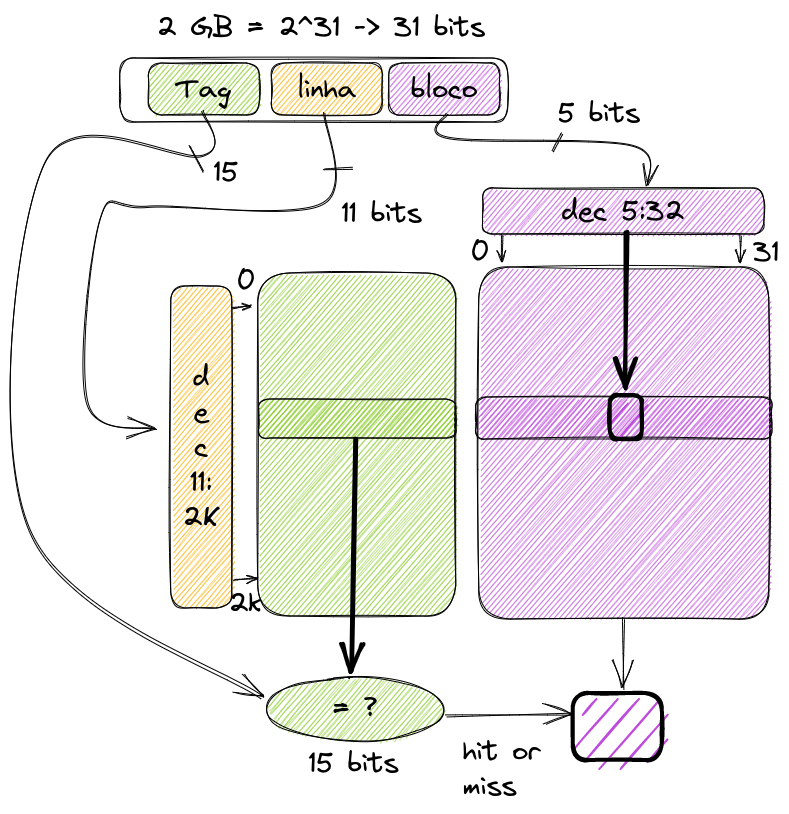 2 GB = 2^31 -> 31 bits
Tag
linha
bloco
5 bits
15
11 bits
dec 5:32
0
31
0
d
e
c
11:
2K
2k
= ?
15 bits
hit or
miss